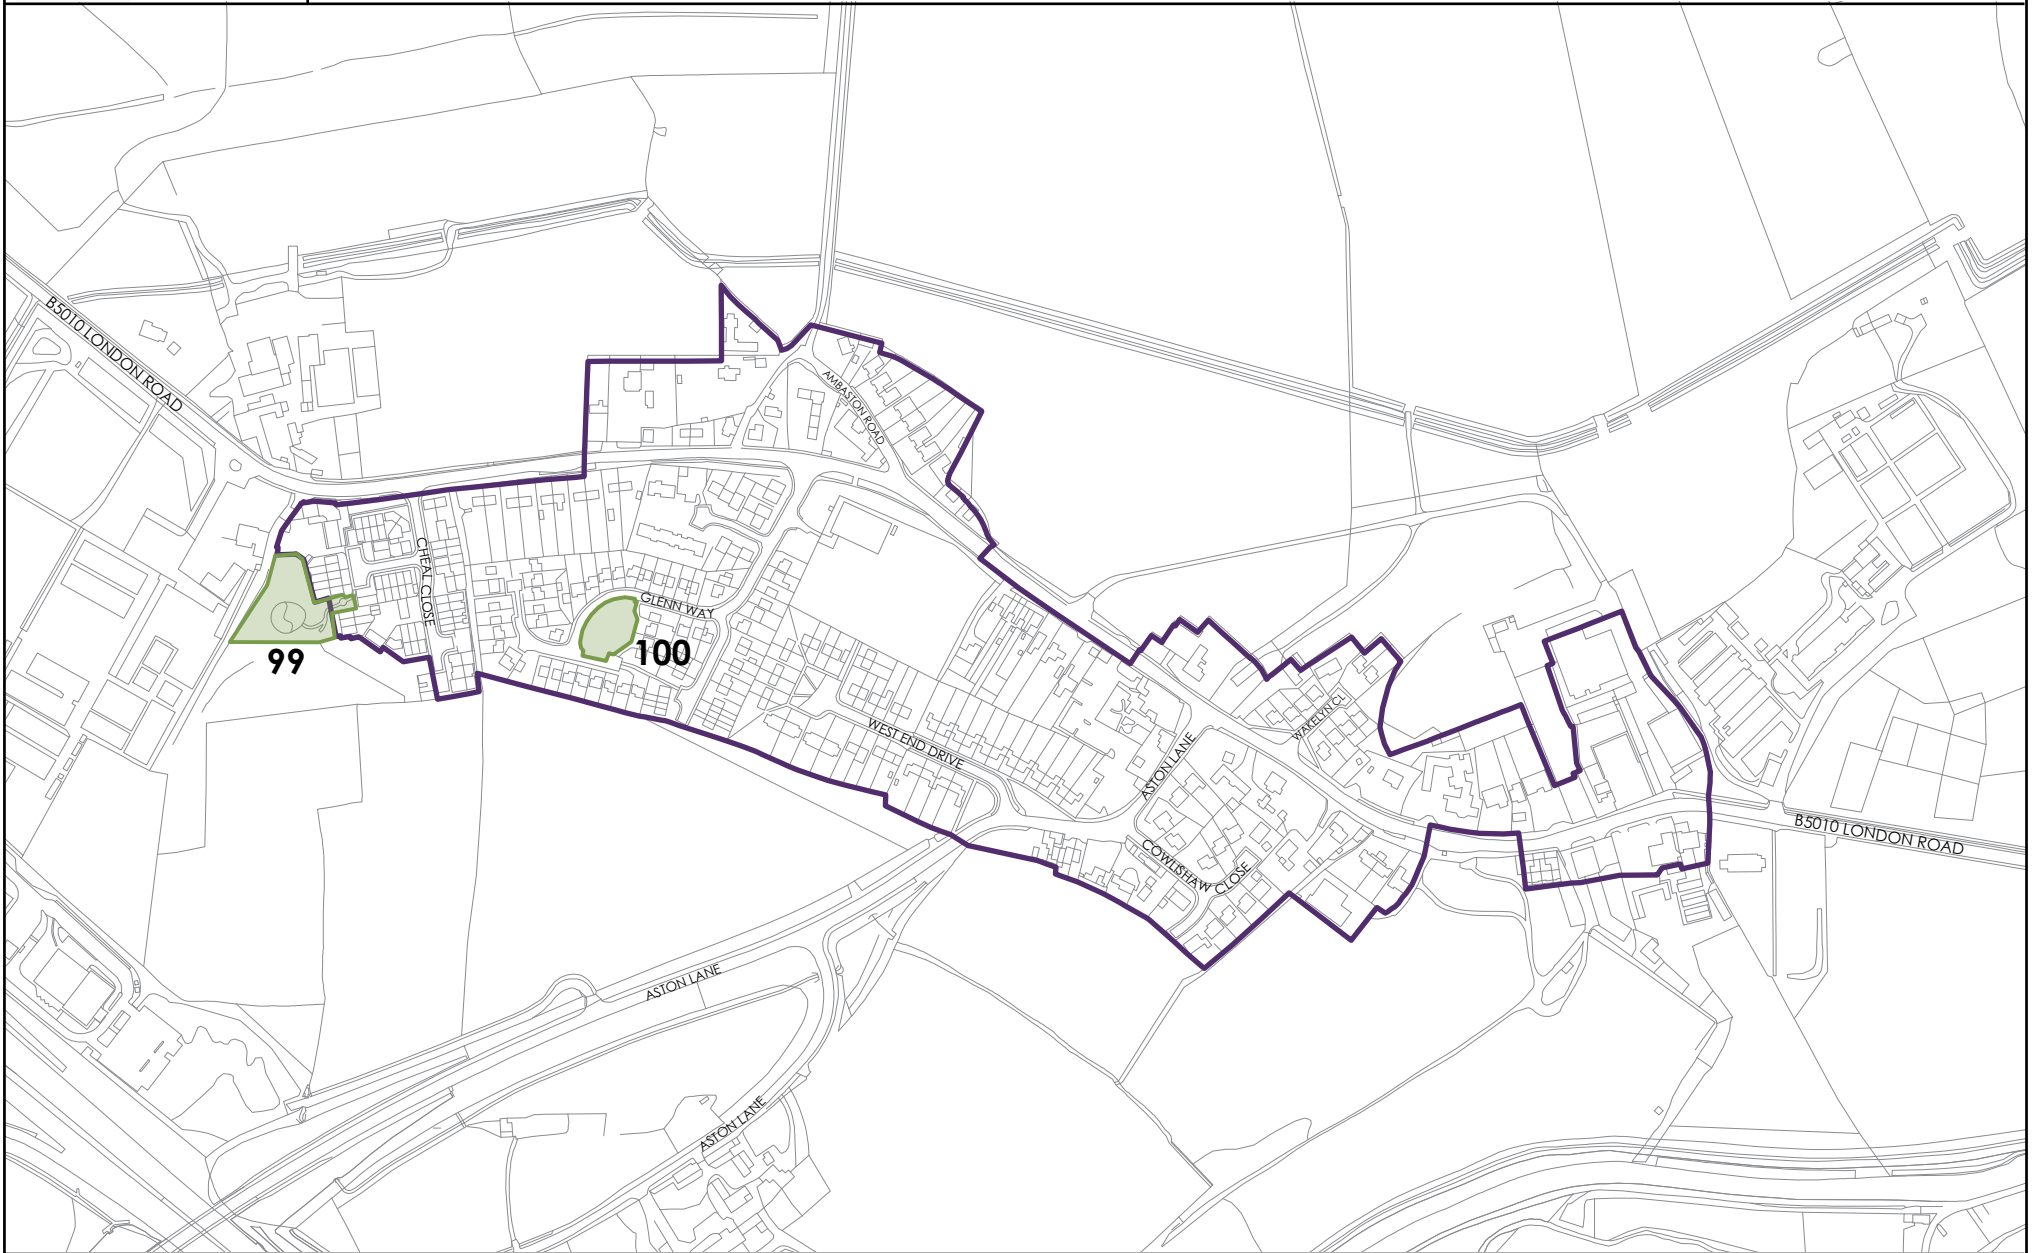 B5010 LONDON ROAD
AMBASTON ROAD
CHEAL CLOSE
GLENN WAY
99
100
WEST END DRIVE
ASTON LANE
WAKELYN CL
COWLISHAW CLOSE
B5010 LONDON ROAD
ASTON LANE
ASTON LANE